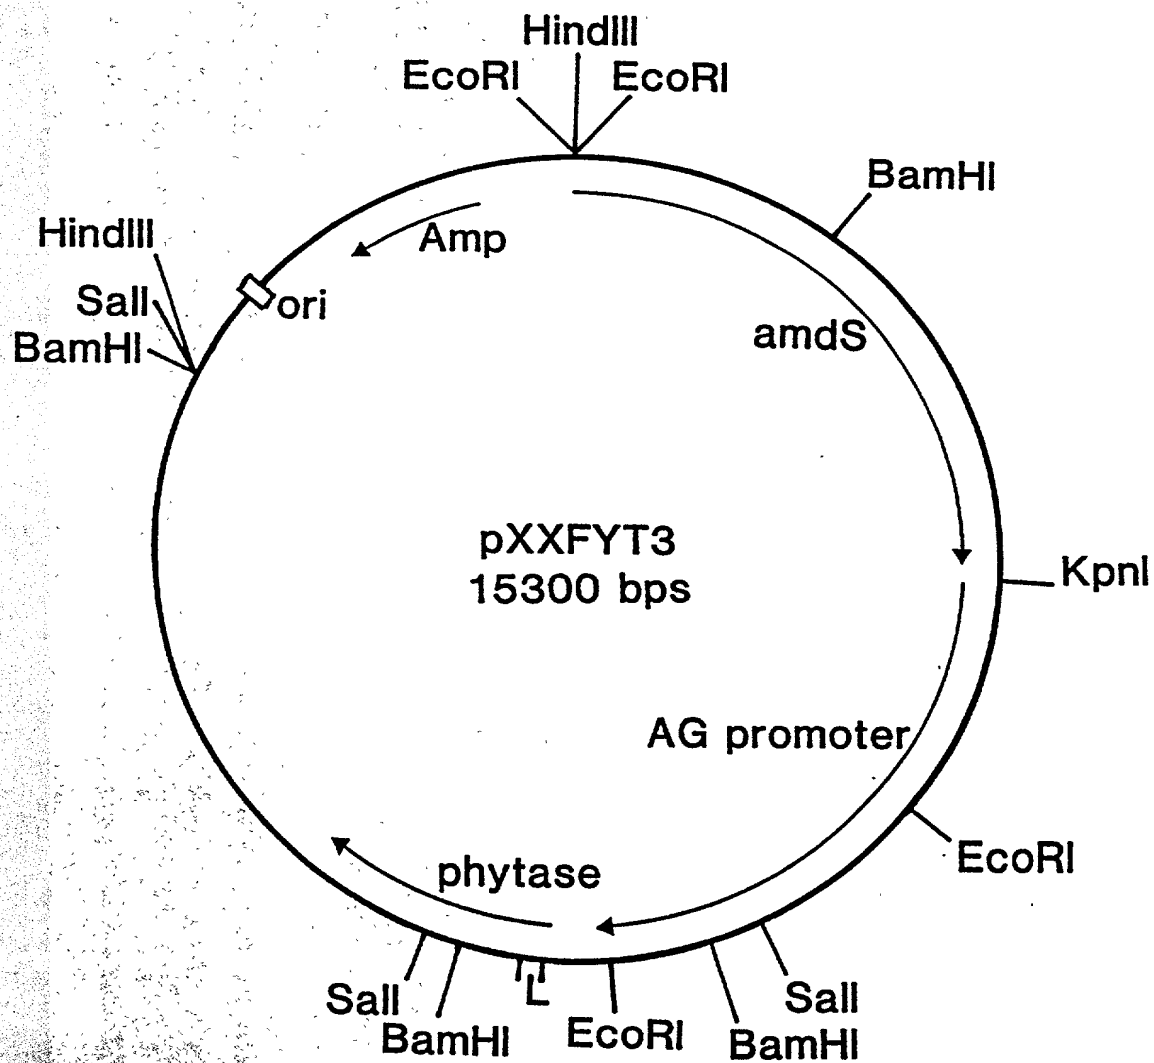 HindIII
EcoRI
EcoRI
BamHI
HindIII
Amp
SalI
ori
BamHI
amdS
pXXFYT3
15300 bps
KpnI
AG promoter
EcoRI
phytase
SalI
BamHI
L
EcoRI
SalI
BamHI